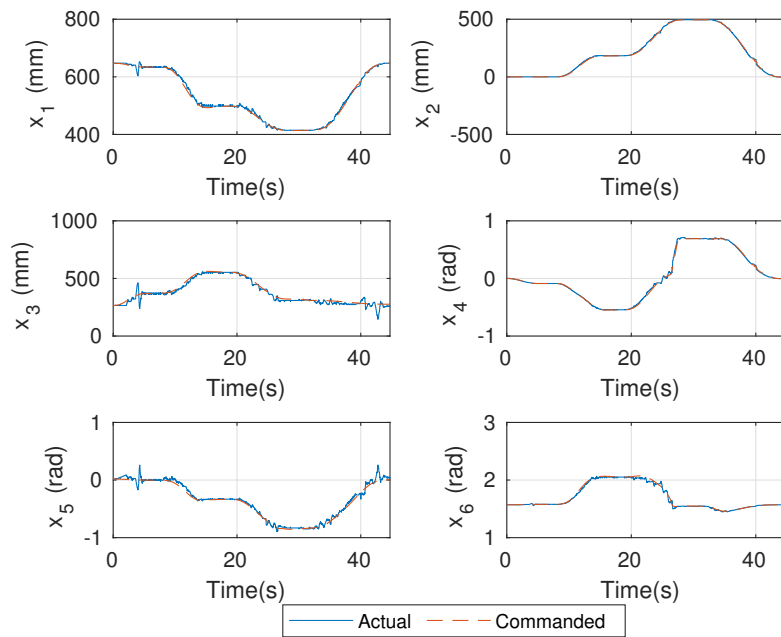 800
600
400
x1 (mm)
0
20
40
Time(s)
500
0
-500
x2 (mm)
0
20
40
Time(s)
1000
500
0
x3 (mm)
0
20
40
Time(s)
1
0
-1
x4 (rad)
0
20
40
Time(s)
1
0
-1
x5 (rad)
0
20
40
Time(s)
3
2
1
x6 (rad)
0
20
40
Time(s)
Actual
Commanded